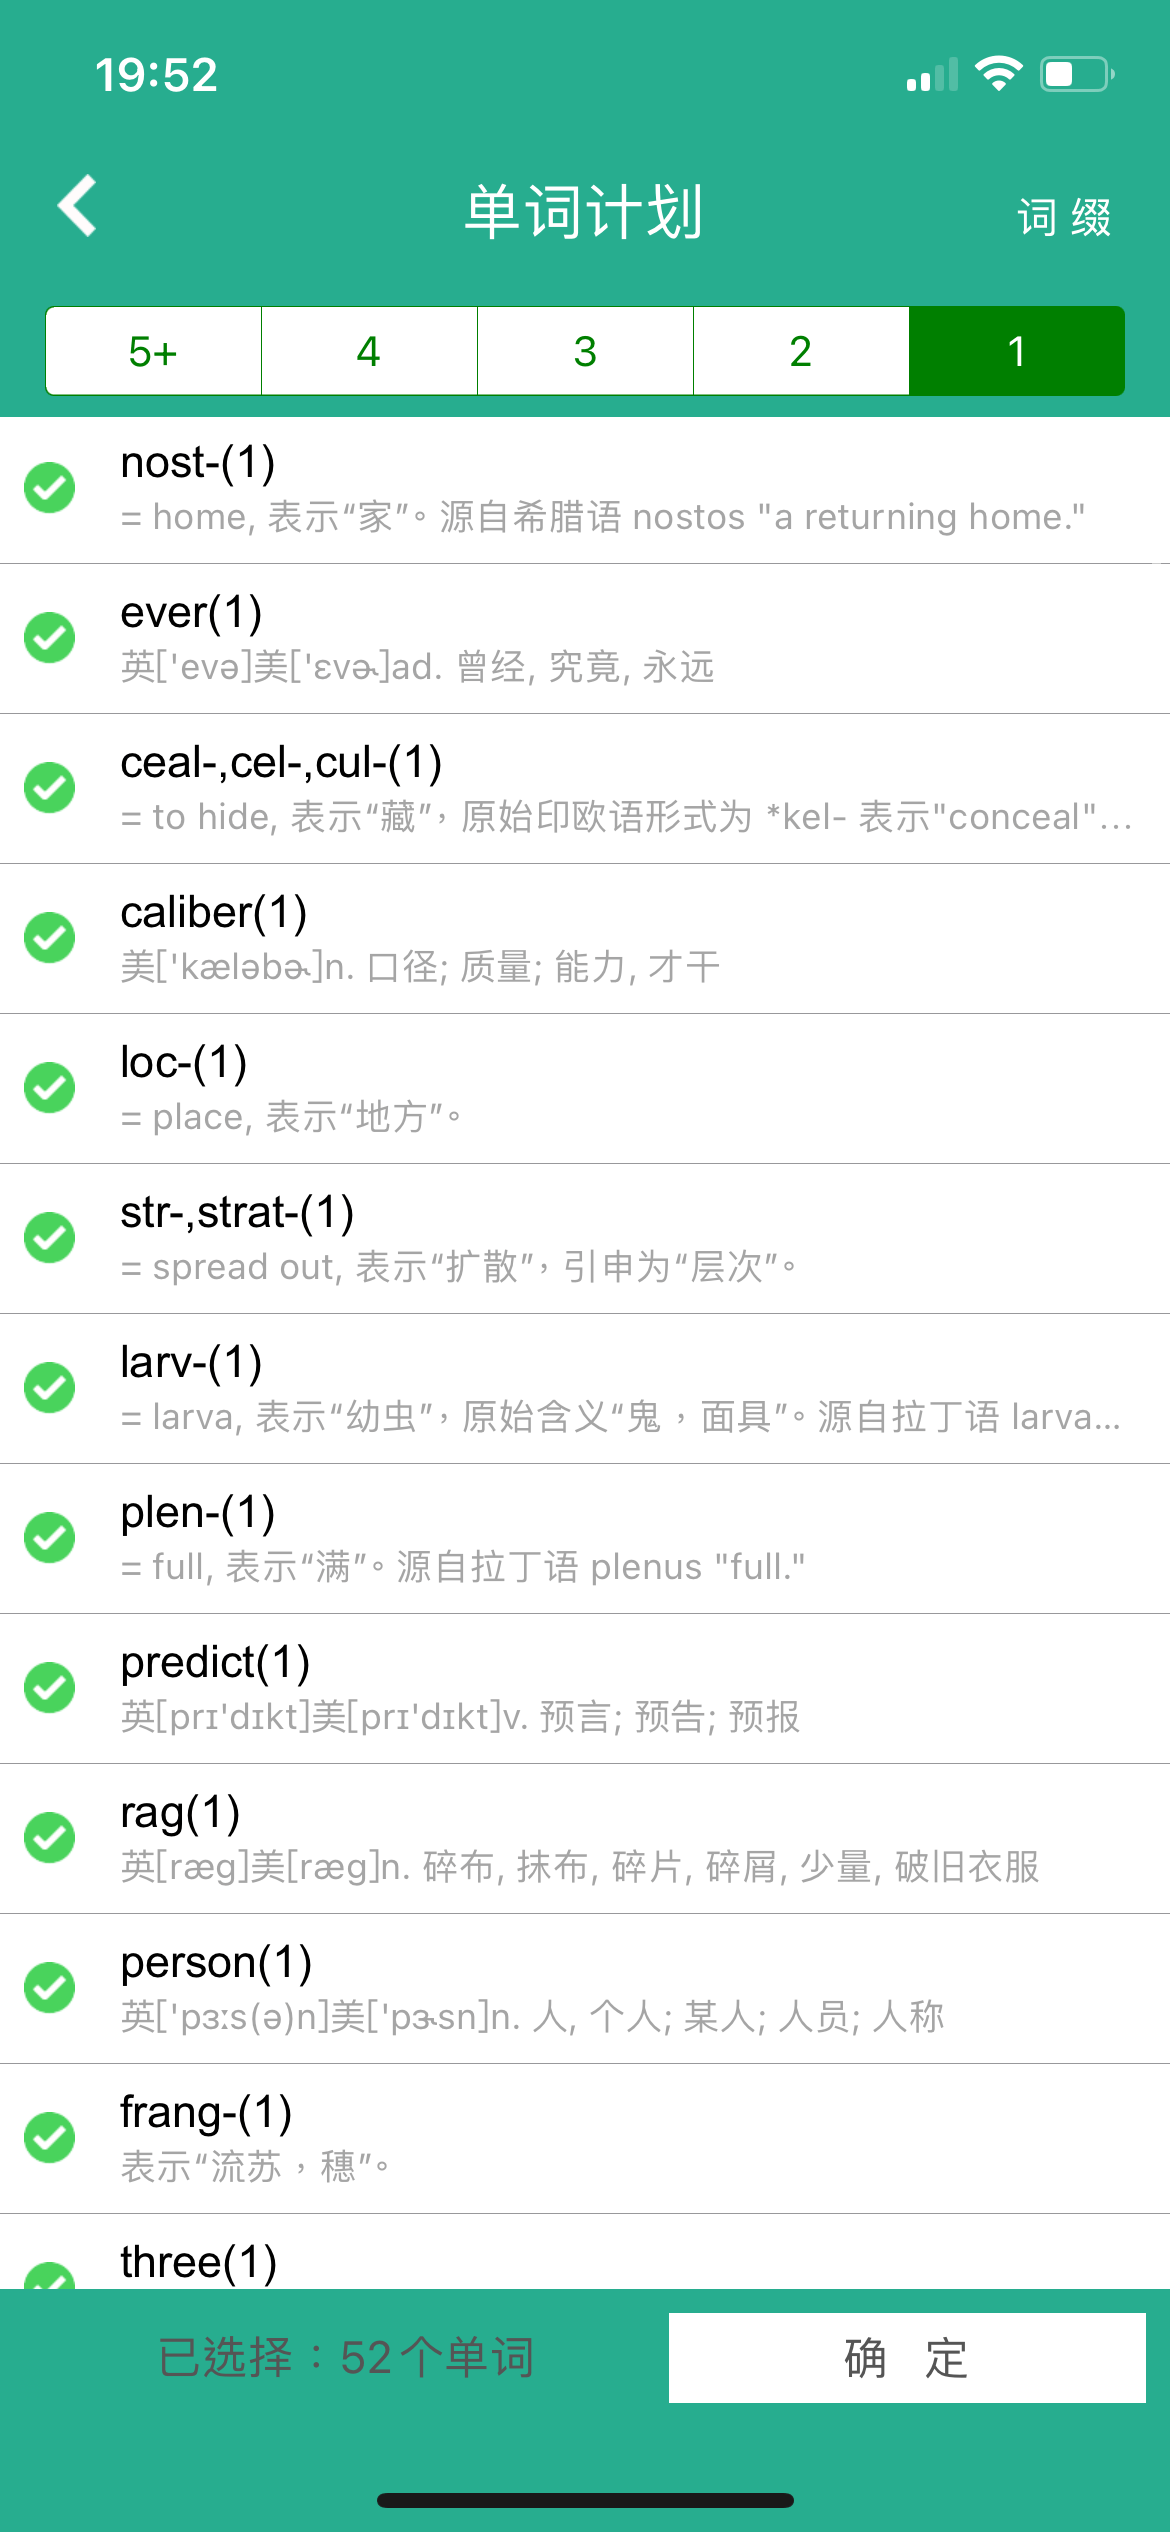 19:52
单词计划
词 缀
5+ 4 3 2 1
nost-(1)
= home, 表示“家”。源自希腊语 nostos "a returning home."
ever(1)
英['evə]美['ɛvɚ]ad. 曾经, 究竟, 永远
ceal-,cel-,cul-(1)
= to hide, 表示“藏”，原始印欧语形式为 *kel- 表示"conceal"...
caliber(1)
美['kæləbɚ]n. 口径; 质量; 能力, 才干
loc-(1)
= place, 表示“地方”。
str-,strat-(1)
= spread out, 表示“扩散”，引申为“层次”。
larv-(1)
= larva, 表示“幼虫”，原始含义“鬼，面具”。源自拉丁语 larva...
plen-(1)
= full, 表示“满”。源自拉丁语 plenus "full."
predict(1)
英[prɪ'dɪkt]美[prɪ'dɪkt]v. 预言; 预告; 预报
rag(1)
英[ræg]美[ræg]n. 碎布, 抹布, 碎片, 碎屑, 少量, 破旧衣服
person(1)
英['pɜːs(ə)n]美['pɝsn]n. 人, 个人; 某人; 人员; 人称
frang-(1)
表示“流苏，穗”。
three(1)
已选择：52个单词
确 定